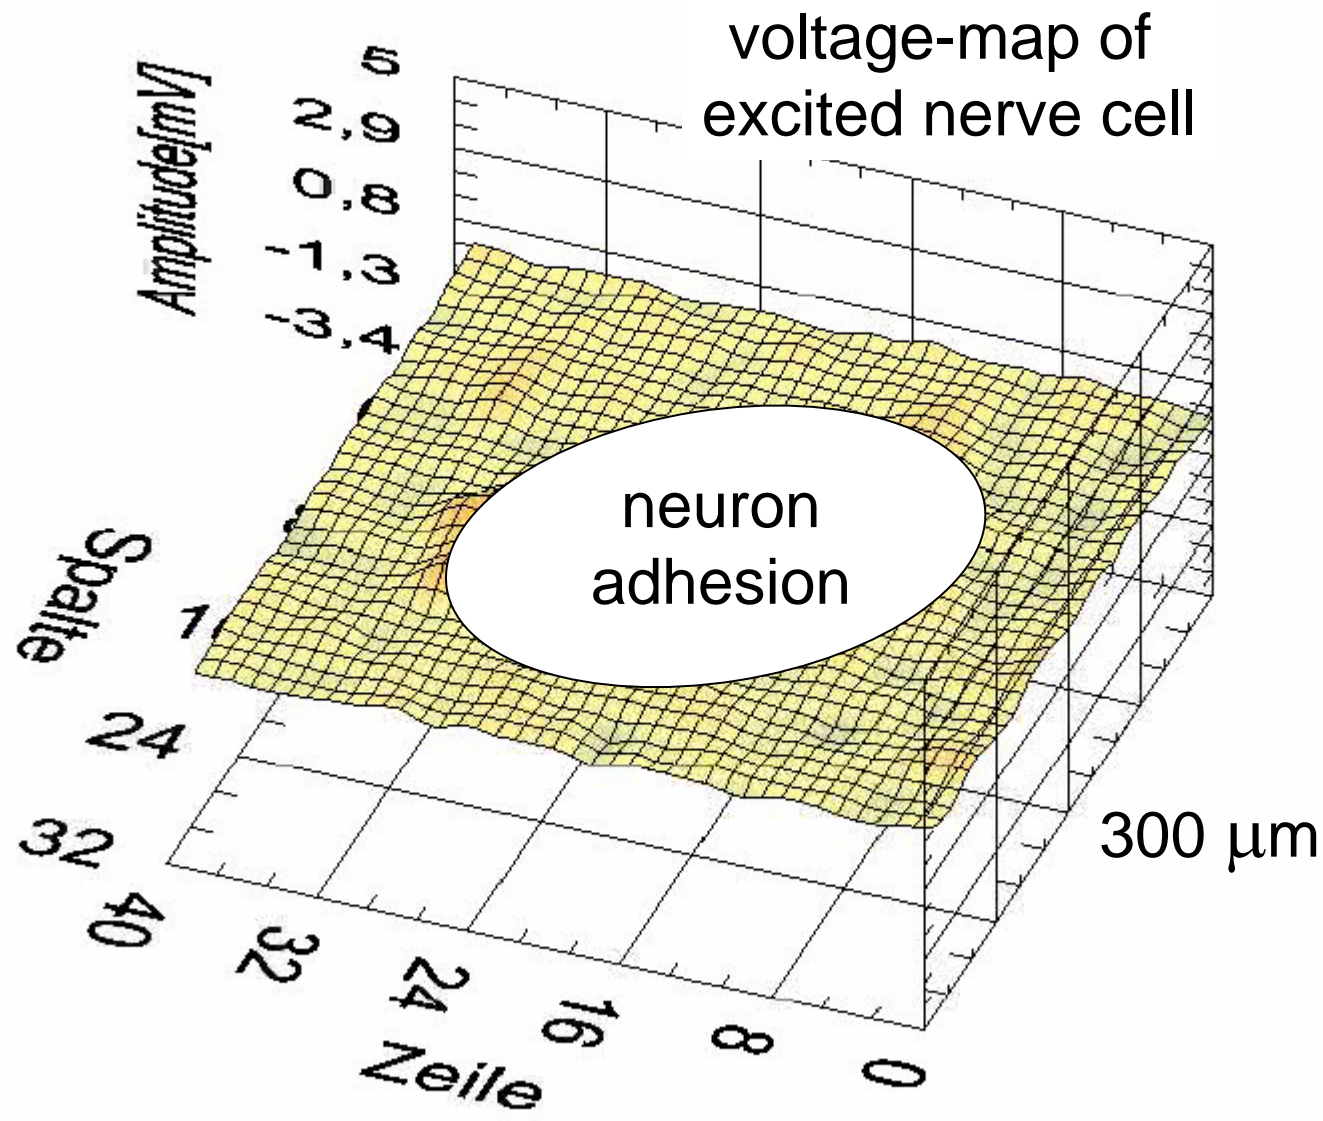 voltage-map of
excited nerve cell
Amplitude[mV]
5
2,9
0,8
-1,3
-3,4
neuron
adhesion
Spalte
24
32
300 μm
40
32
24
16
8
0
Zeile